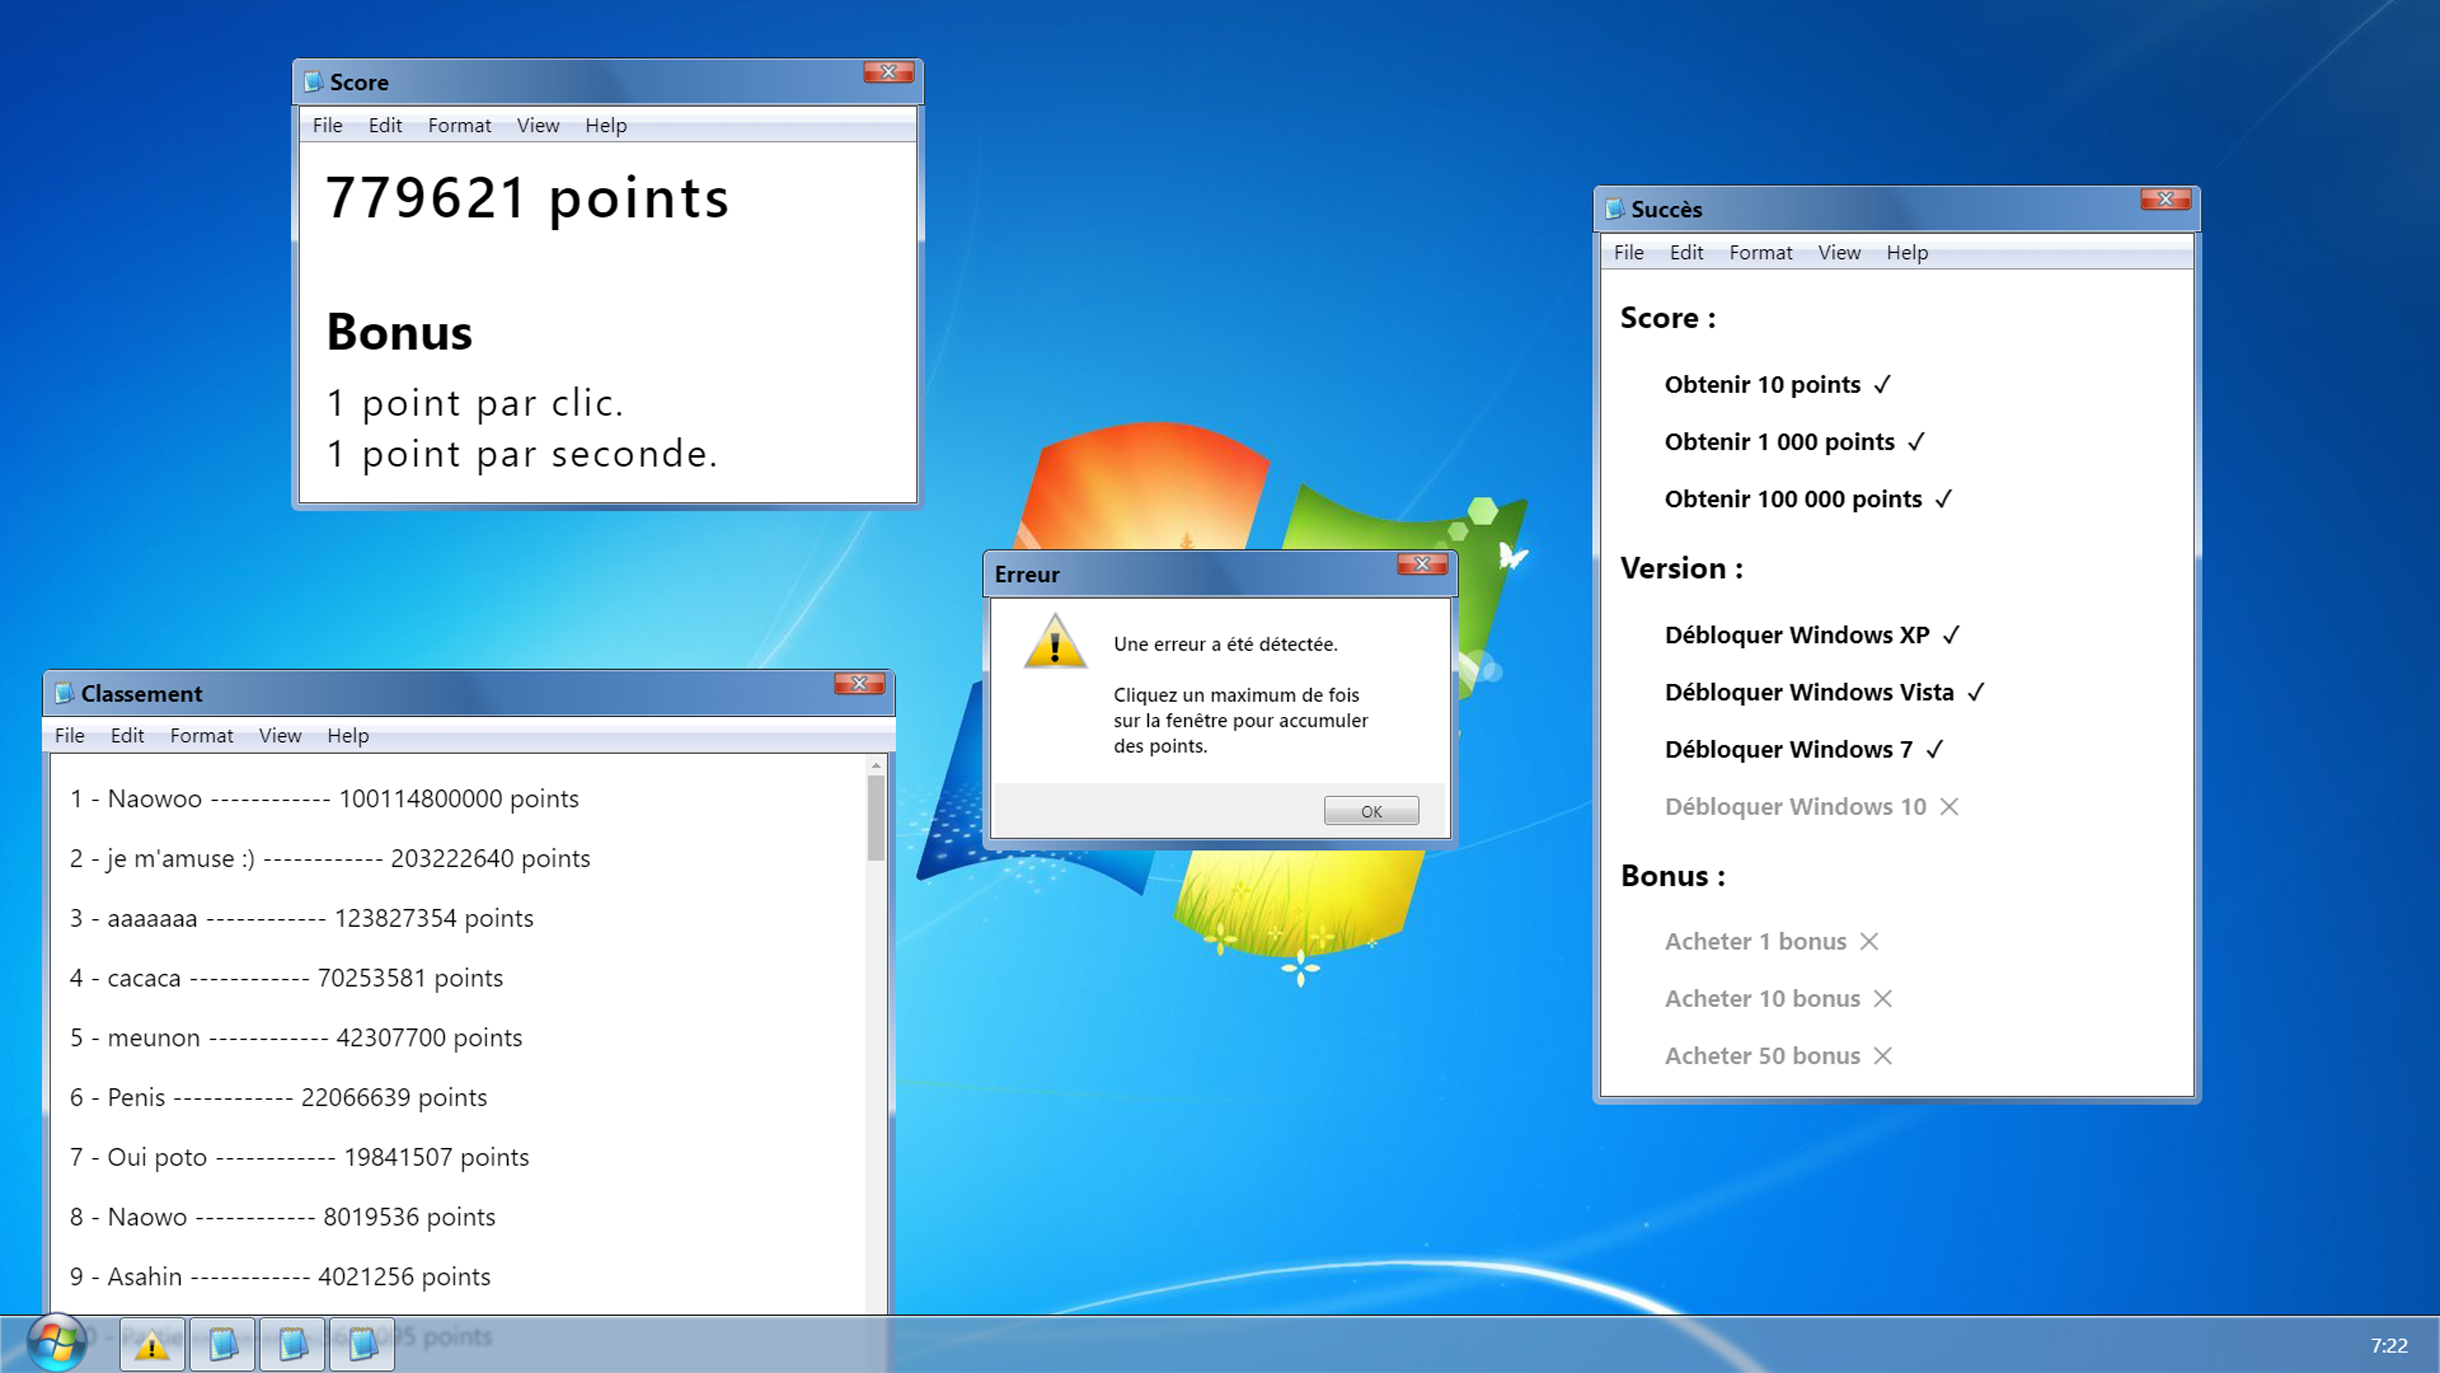 Score
File Edit Format View Help
779621 points
Bonus
1 point par clic.
1 point par seconde.
Succès
File Edit Format View Help
Score :
Obtenir 10 points ✓
Obtenir 1 000 points ✓
Obtenir 100 000 points ✓
Version :
Débloquer Windows XP ✓
Débloquer Windows Vista ✓
Débloquer Windows 7 ✓
Débloquer Windows 10 ✕
Bonus :
Acheter 1 bonus ✕
Acheter 10 bonus ✕
Acheter 50 bonus ✕
Erreur
Une erreur a été détectée.
Cliquez un maximum de fois
sur la fenêtre pour accumuler
des points.
OK
Classement
File Edit Format View Help
1 - Naowoo ------------ 100114800000 points
2 - je m'amuse :) ------------ 203222640 points
3 - aaaaaaa ------------ 123827354 points
4 - cacaca ------------ 70253581 points
5 - meunon ------------ 42307700 points
6 - Penis ------------ 22066639 points
7 - Oui poto ------------ 19841507 points
8 - Naowo ------------ 8019536 points
9 - Asahin ------------ 4021256 points
points
7:22